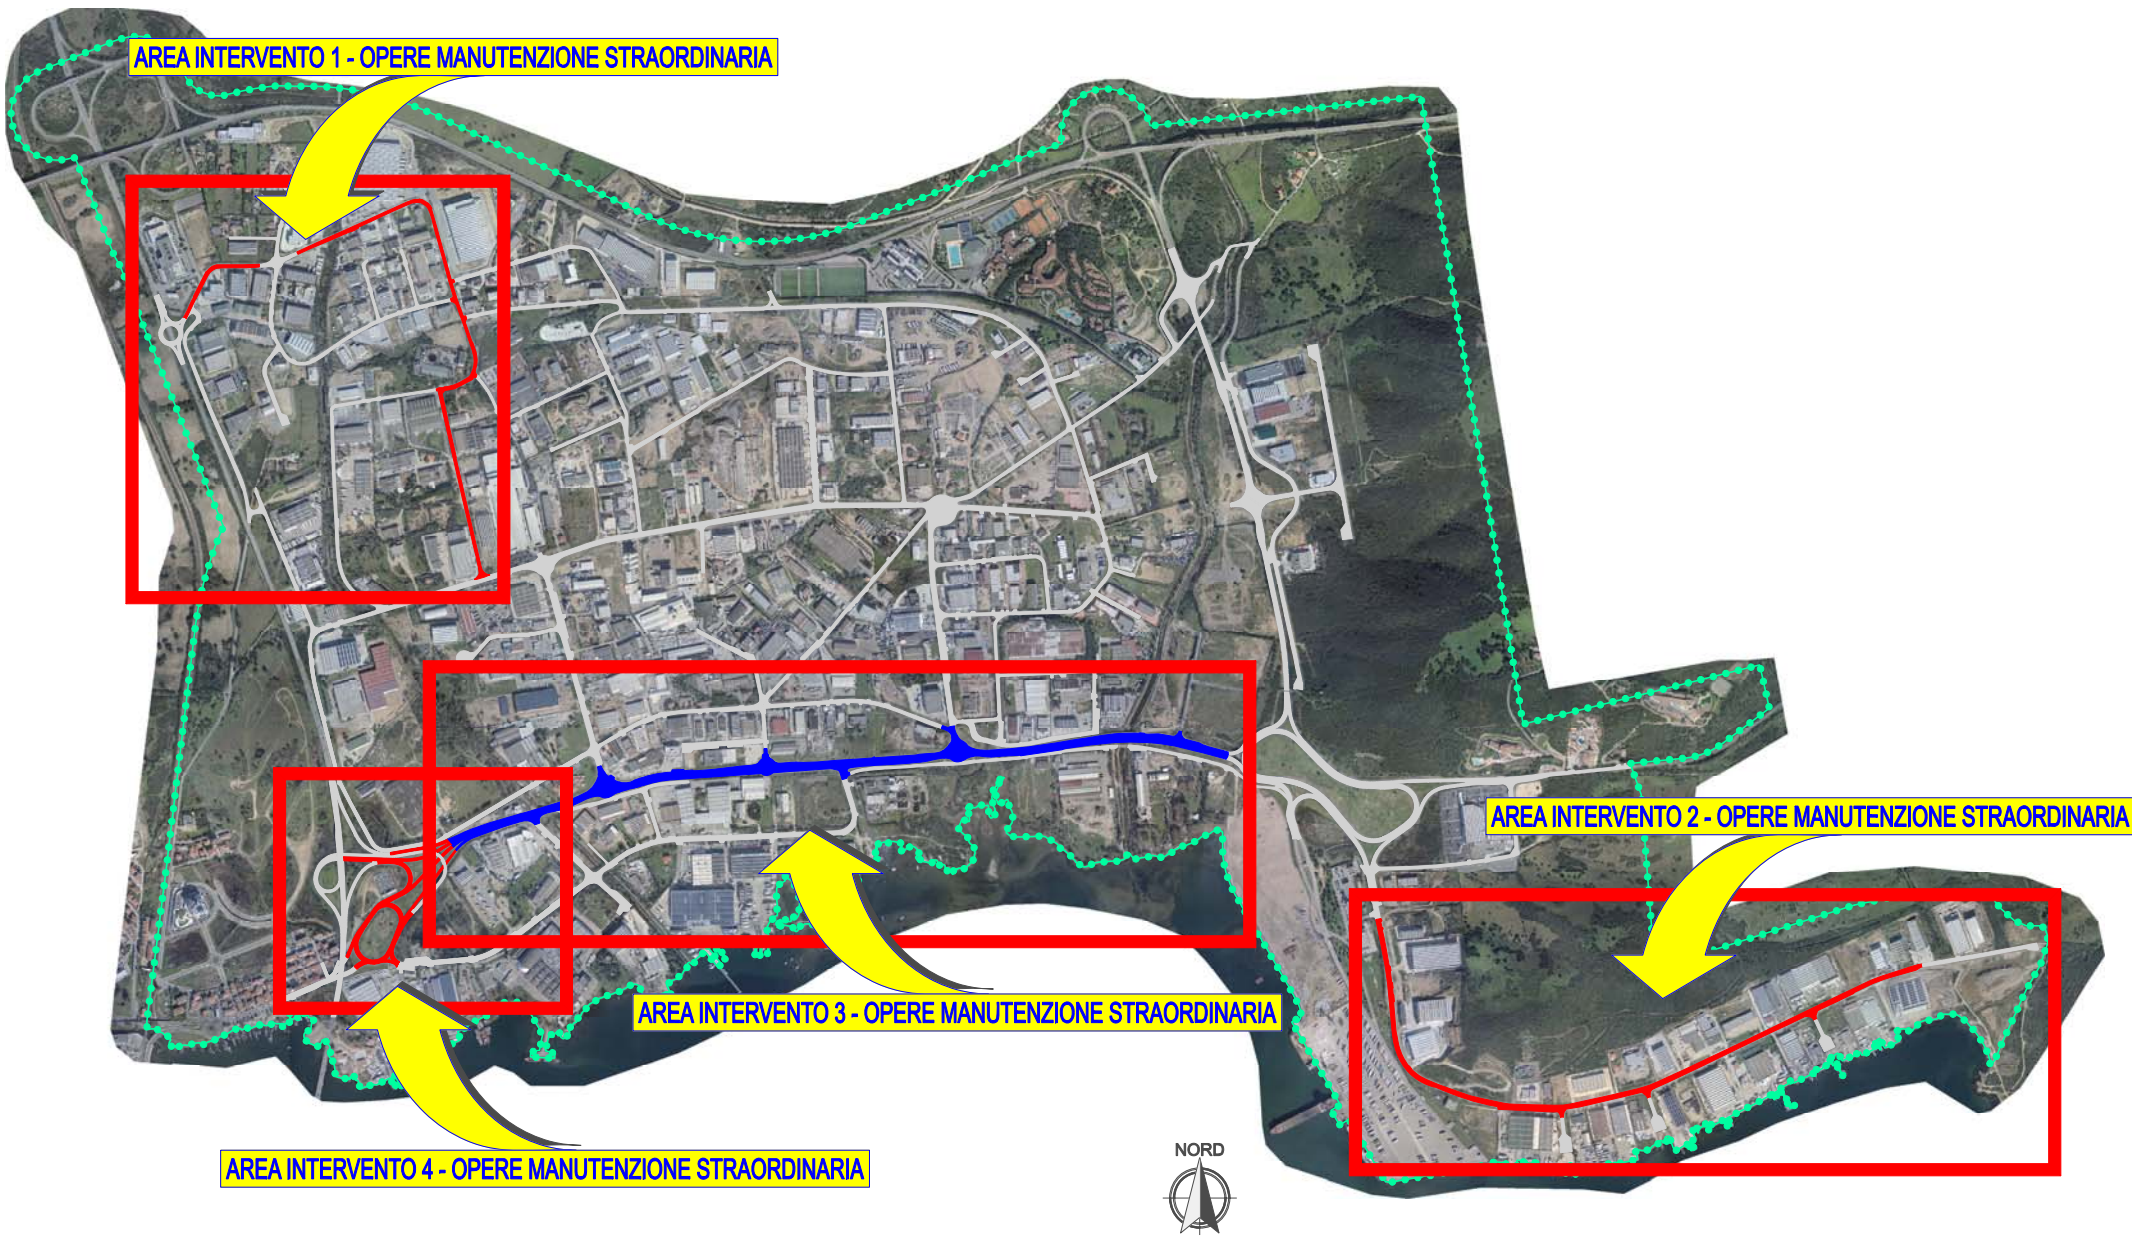 AREA INTERVENTO 1 - OPERE MANUTENZIONE STRAORDINARIA
AREA INTERVENTO 2 - OPERE MANUTENZIONE STRAORDINARIA
AREA INTERVENTO 3 - OPERE MANUTENZIONE STRAORDINARIA
AREA INTERVENTO 4 - OPERE MANUTENZIONE STRAORDINARIA
NORD